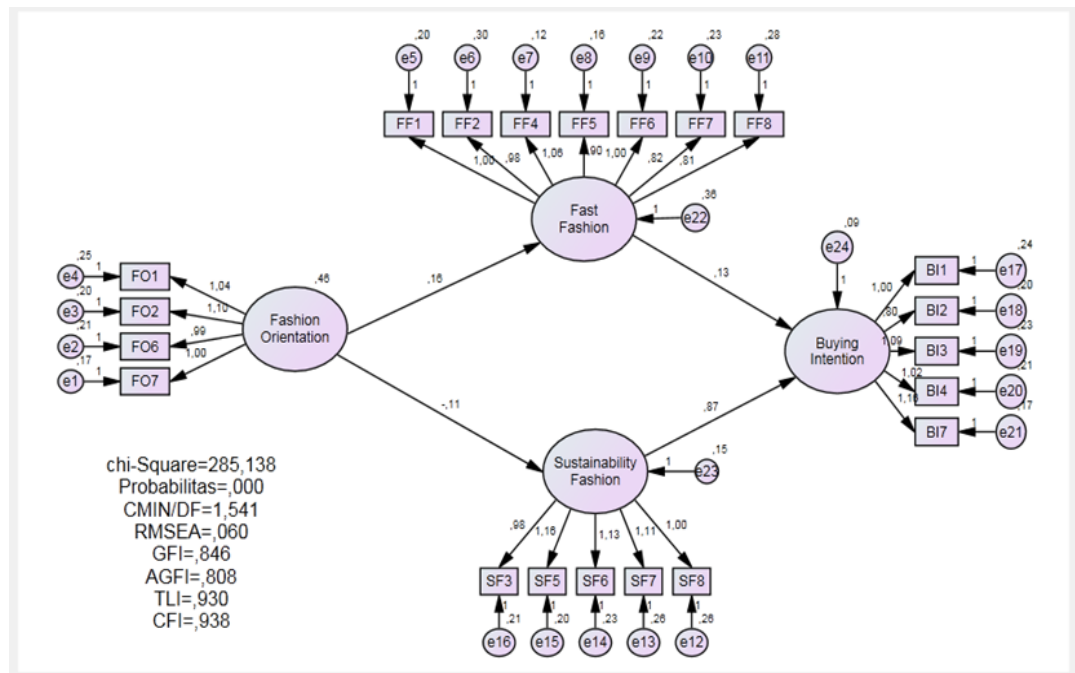 ,20 ,30 ,12 ,16 ,22 ,23 ,28
e5 e6 e7 e8 e9 e10 e11
1 1 1 1 1 1 1
FF1 FF2 FF4 FF5 FF6 FF7 FF8
1,00 ,98 1,06 ,90 1,00 ,82 ,81
Fast
Fashion
1
e22
,36
,16
,13
,09
e24
1
,25
e4 1 FO1
,20
e3 1 FO2
,21
e2 1 FO6
,17
e1 1 FO7
1,04
1,10
,99
1,00
,46
Fashion
Orientation
Buying
Intention
1,00
,80
1,09
1,02
1,16
BI1 1 e17
,24
BI2 1 e18
,20
BI3 1 e19
,23
BI4 1 e20
,21
BI7 1 e21
,17
-,11
,87
Sustainability
Fashion
1
e23
,15
,98 1,16 1,13 1,11 1,00
SF3 SF5 SF6 SF7 SF8
1 1 1 1 1
,21 ,20 ,23 ,26 ,26
e16 e15 e14 e13 e12
chi-Square=285,138
Probabilitas=,000
CMIN/DF=1,541
RMSEA=,060
GFI=,846
AGFI=,808
TLI=,930
CFI=,938